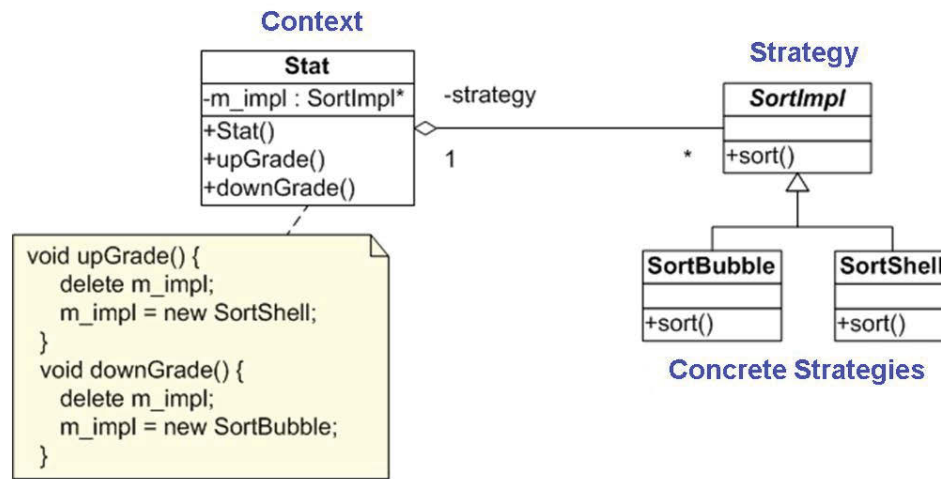 Context
Stat
-m_impl : SortImpl*
+Stat()
+upGrade()
+downGrade()
-strategy
1
*
Strategy
SortImpl
+sort()
SortBubble
+sort()
SortShell
+sort()
Concrete Strategies
void upGrade() {
delete m_impl;
m_impl = new SortShell;
}
void downGrade() {
delete m_impl;
m_impl = new SortBubble;
}